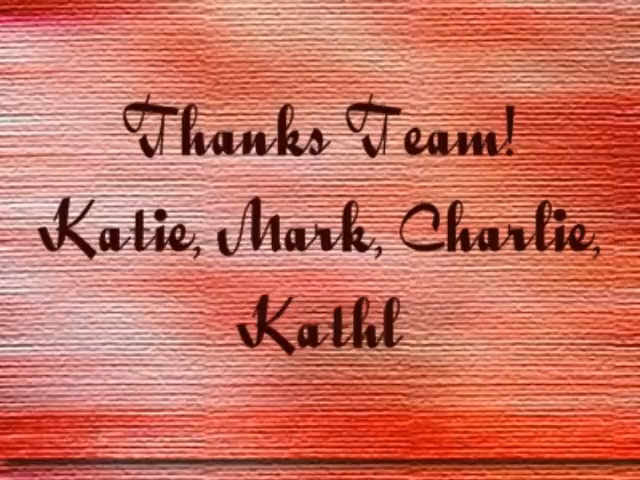 Thanks Team!
Katie, Mark, Charlie,
Kathl